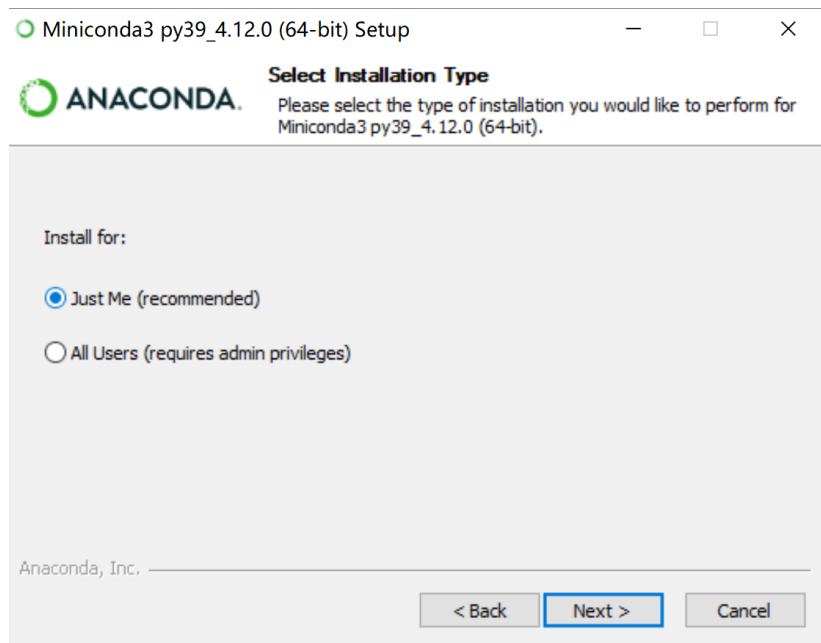 Miniconda3 py39_4.12.0 (64-bit) Setup
ANACONDA.
Select Installation Type
Please select the type of installation you would like to perform for
Miniconda3 py39_4.12.0 (64-bit).
Install for:
Just Me (recommended)
All Users (requires admin privileges)
Anaconda, Inc.
< Back
Next >
Cancel